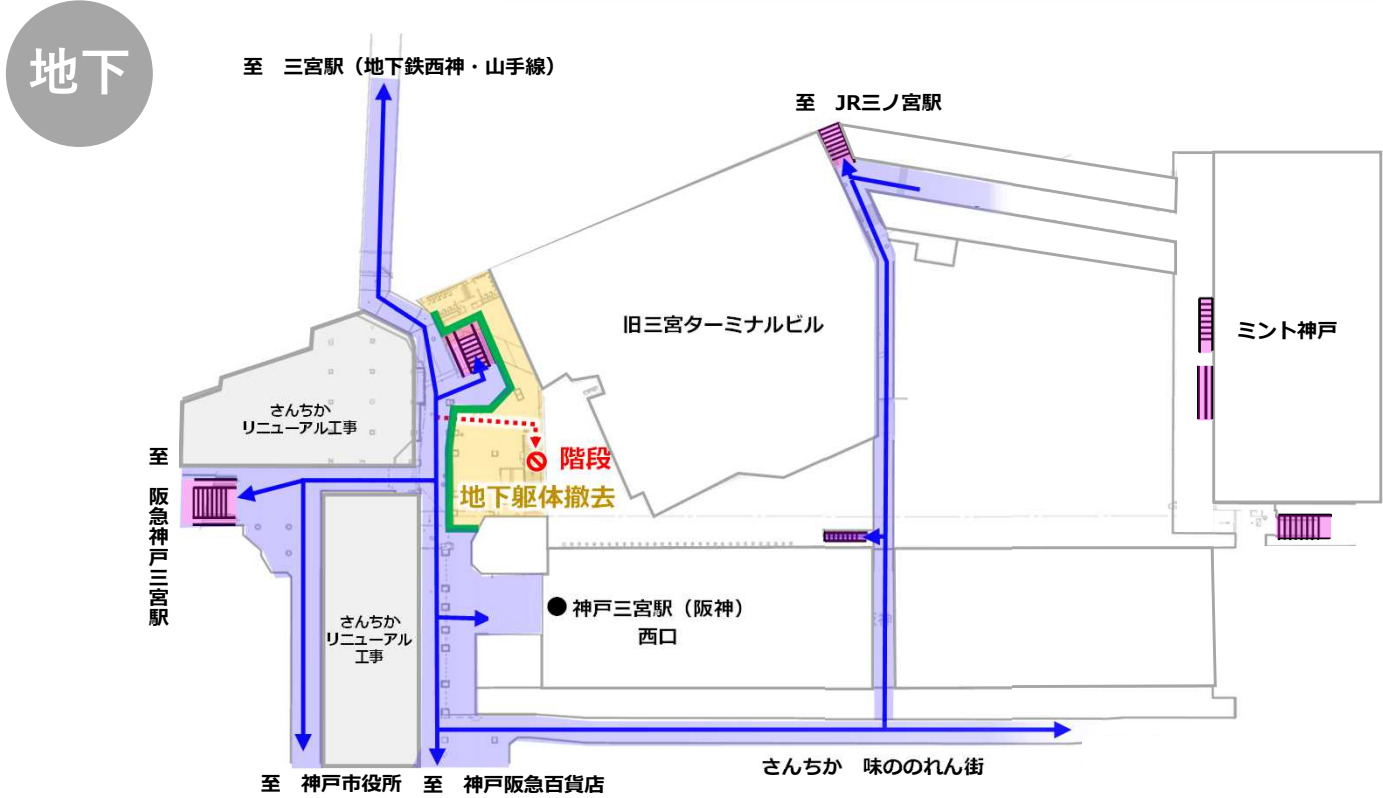 地下
至　三宮駅（地下鉄西神・山手線）
至　JR三ノ宮駅
旧三宮ターミナルビル
ミント神戸
さんちか
リニューアル工事
至　阪急神戸三宮駅
階段
地下躯体撤去
さんちか
リニューアル
工事
●神戸三宮駅（阪神）
西口
さんちか　味ののれん街
至　神戸市役所
至　神戸阪急百貨店